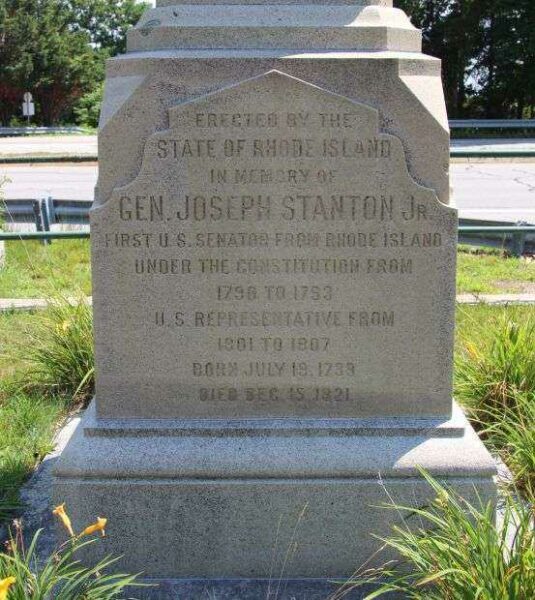 ERECTED BY THE
STATE OF RHODE ISLAND
IN MEMORY OF
GEN. JOSEPH STANTON JR.
FIRST U.S. SENATOR FROM RHODE ISLAND
UNDER THE CONSTITUTION FROM
1790 TO 1793
U.S. REPRESENTATIVE FROM
1801 TO 1807
BORN JULY 19. 1739
DIED DEC. 15. 1821